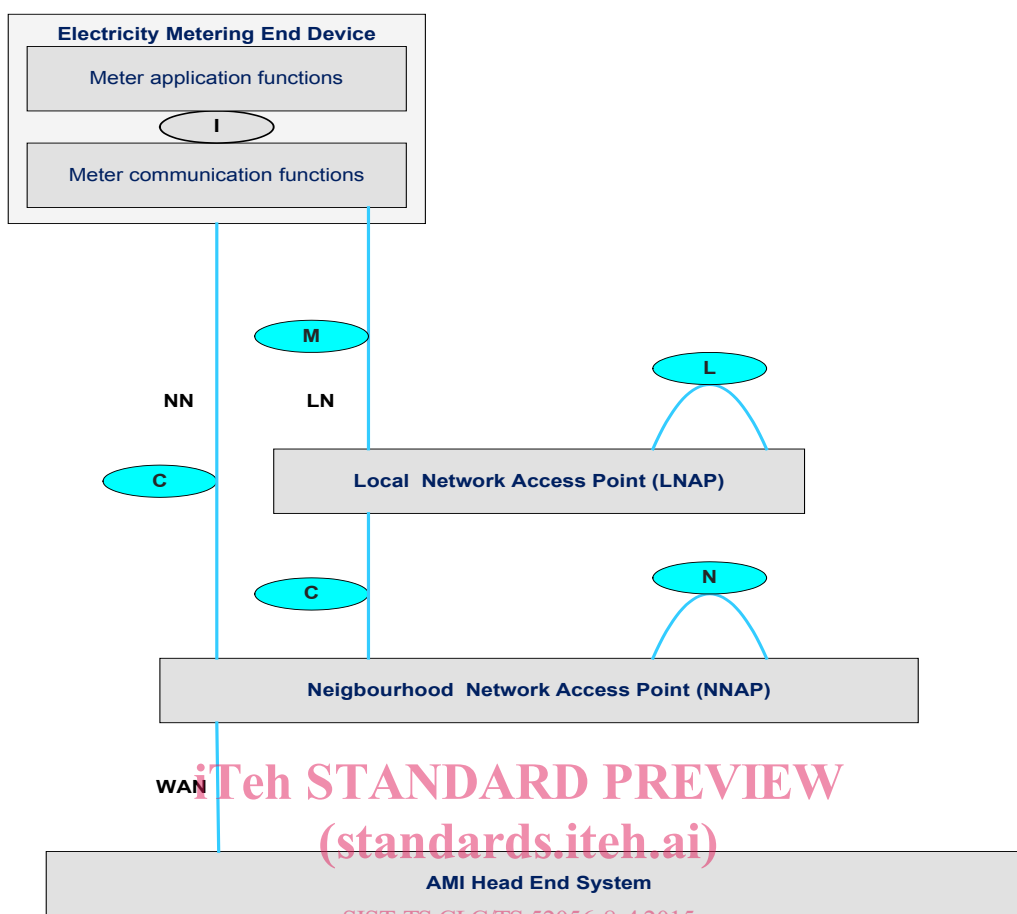 Electricity Metering End Device
Meter application functions
I
Meter communication functions
M
L
NN
LN
C
Local Network Access Point (LNAP)
C
N
Neigbourhood Network Access Point (NNAP)
WAN
iTeh STANDARD PREVIEW
(standards.iteh.ai)
AMI Head End System